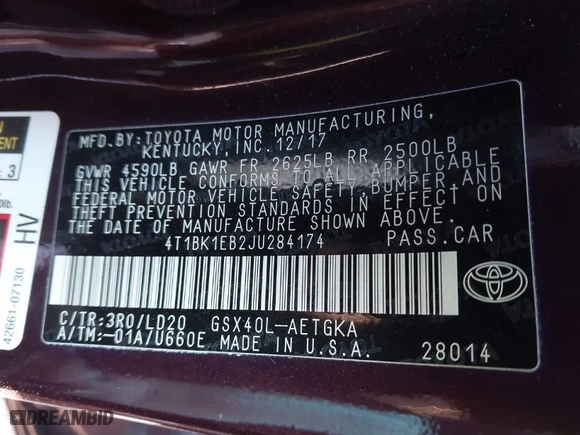 MFD.BY:TOYOTA MOTOR MANUFACTURING,
KENTUCKY,INC.12/17
GVWR 4590LB GAWR FR 2625LB RR 2500LB
THIS VEHICLE CONFORMS TO ALL APPLICABLE
FEDERAL MOTOR VEHICLE SAFETY,BUMPER,AND
THEFT PREVENTION STANDARDS IN EFFECT ON
THE DATE OF MANUFACTURE SHOWN ABOVE.
4T1BK1EB2JU284174 PASS.CAR
C/TR:3R0/LD20 GSX40L-AETGKA
A/TM:-01A/U660E MADE IN U.S.A. 28014
3
HV
42661-07130
DREAMBID